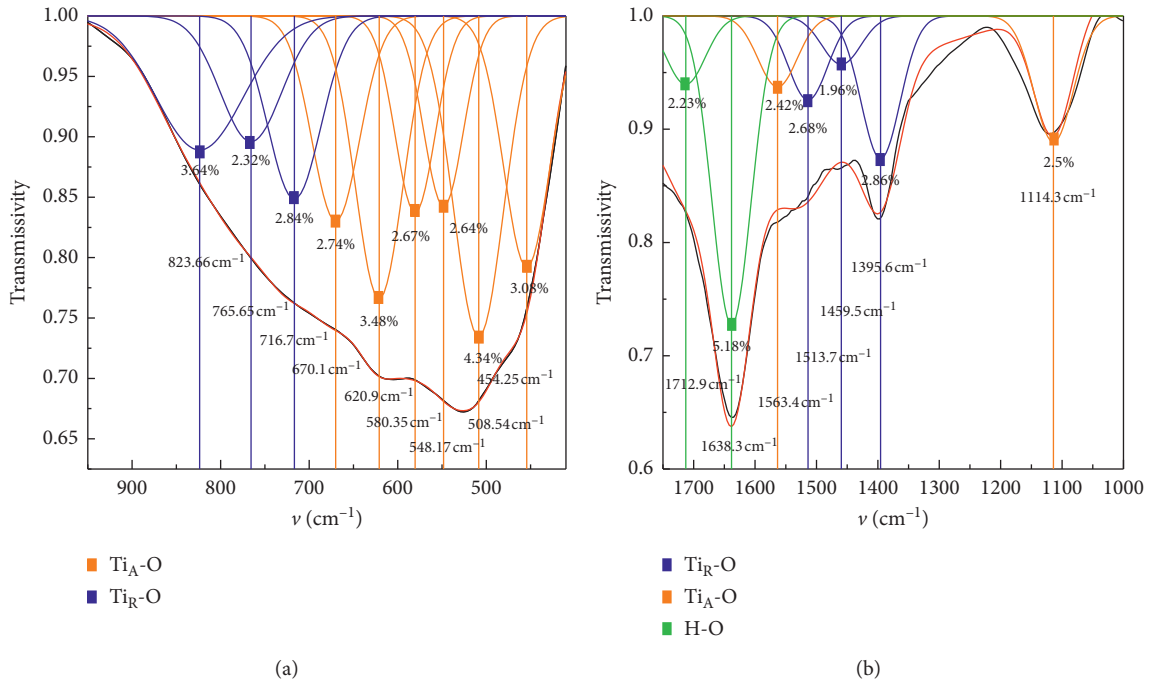 1.00
0.95
0.90
0.85
0.80
0.75
0.70
0.65
Transmissivity
3.64%
2.32%
2.84%
2.74%
3.48%
2.67%
2.64%
4.34%
3.08%
823.66 cm⁻¹
765.65 cm⁻¹
716.7 cm⁻¹
670.1 cm⁻¹
620.9 cm⁻¹
580.35 cm⁻¹
548.17 cm⁻¹
508.54 cm⁻¹
454.25 cm⁻¹
900 800 700 600 500
ν (cm⁻¹)
Ti_A-O
Ti_R-O
(a)
1.0
0.9
0.8
0.7
0.6
Transmissivity
2.23%
5.18%
2.42%
2.68%
1.96%
2.86%
2.5%
1712.9 cm⁻¹
1638.3 cm⁻¹
1563.4 cm⁻¹
1513.7 cm⁻¹
1459.5 cm⁻¹
1395.6 cm⁻¹
1114.3 cm⁻¹
1700 1600 1500 1400 1300 1200 1100 1000
ν (cm⁻¹)
Ti_R-O
Ti_A-O
H-O
(b)